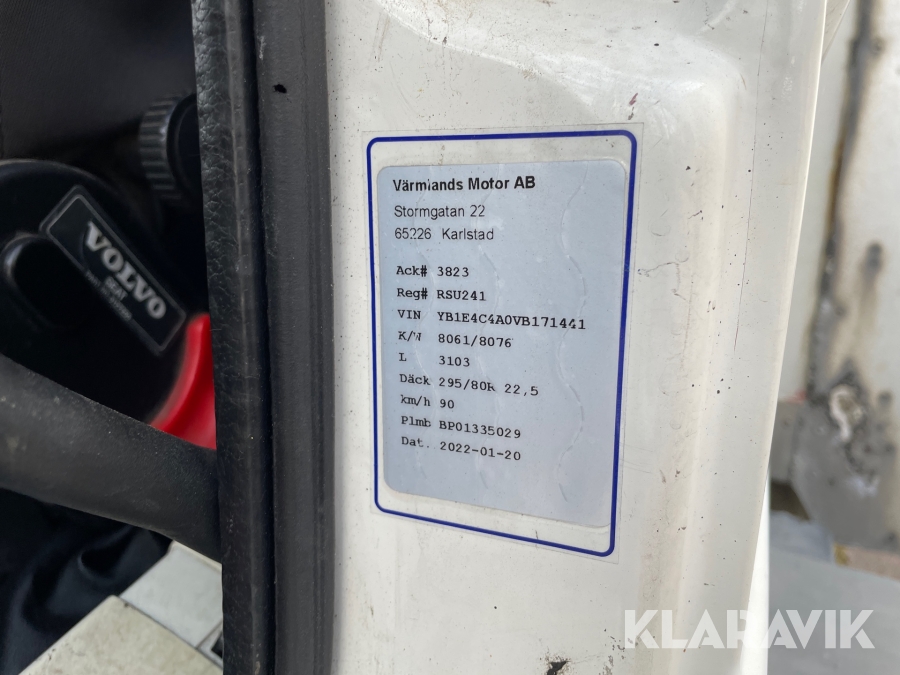 Värmlands Motor AB
Stormgatan 22
65226 Karlstad
Ack# 3823
Reg# RSU241
VIN YB1E4C4A0VB171441
K/W 8061/8076
L 3103
Däck 295/80R 22,5
km/h 90
Plmb BP01335029
Dat. 2022-01-20
VOLVO
KLARAVIK